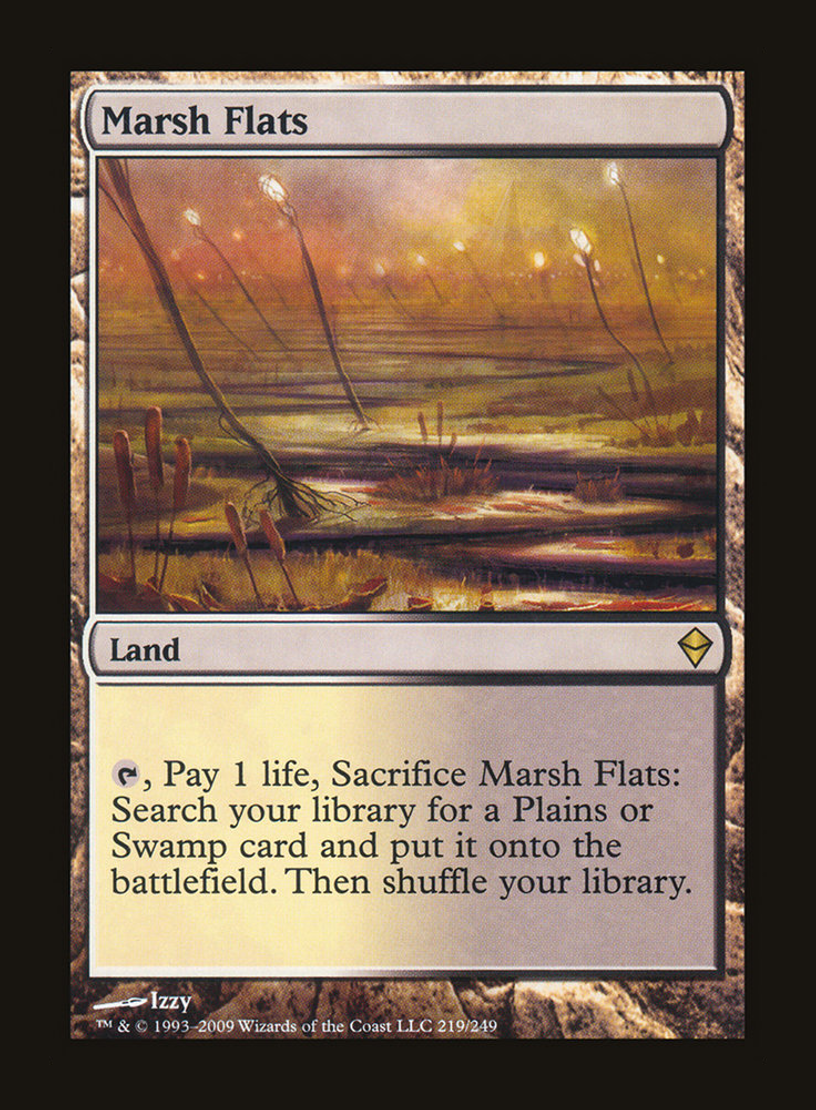 Marsh Flats
Land
, Pay 1 life, Sacrifice Marsh Flats:
Search your library for a Plains or
Swamp card and put it onto the
battlefield. Then shuffle your library.
Izzy
™ & © 1993–2009 Wizards of the Coast LLC 219/249